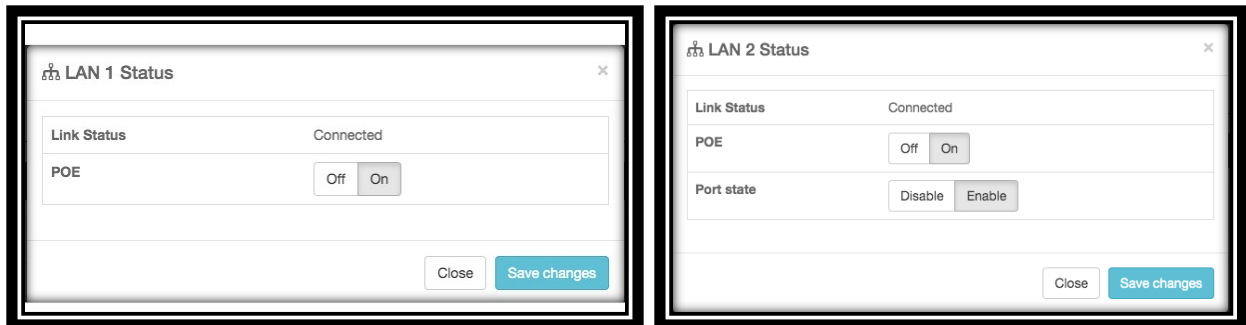 LAN 1 Status ×
Link Status Connected
POE Off On
Close Save changes
LAN 2 Status ×
Link Status Connected
POE Off On
Port state Disable Enable
Close Save changes